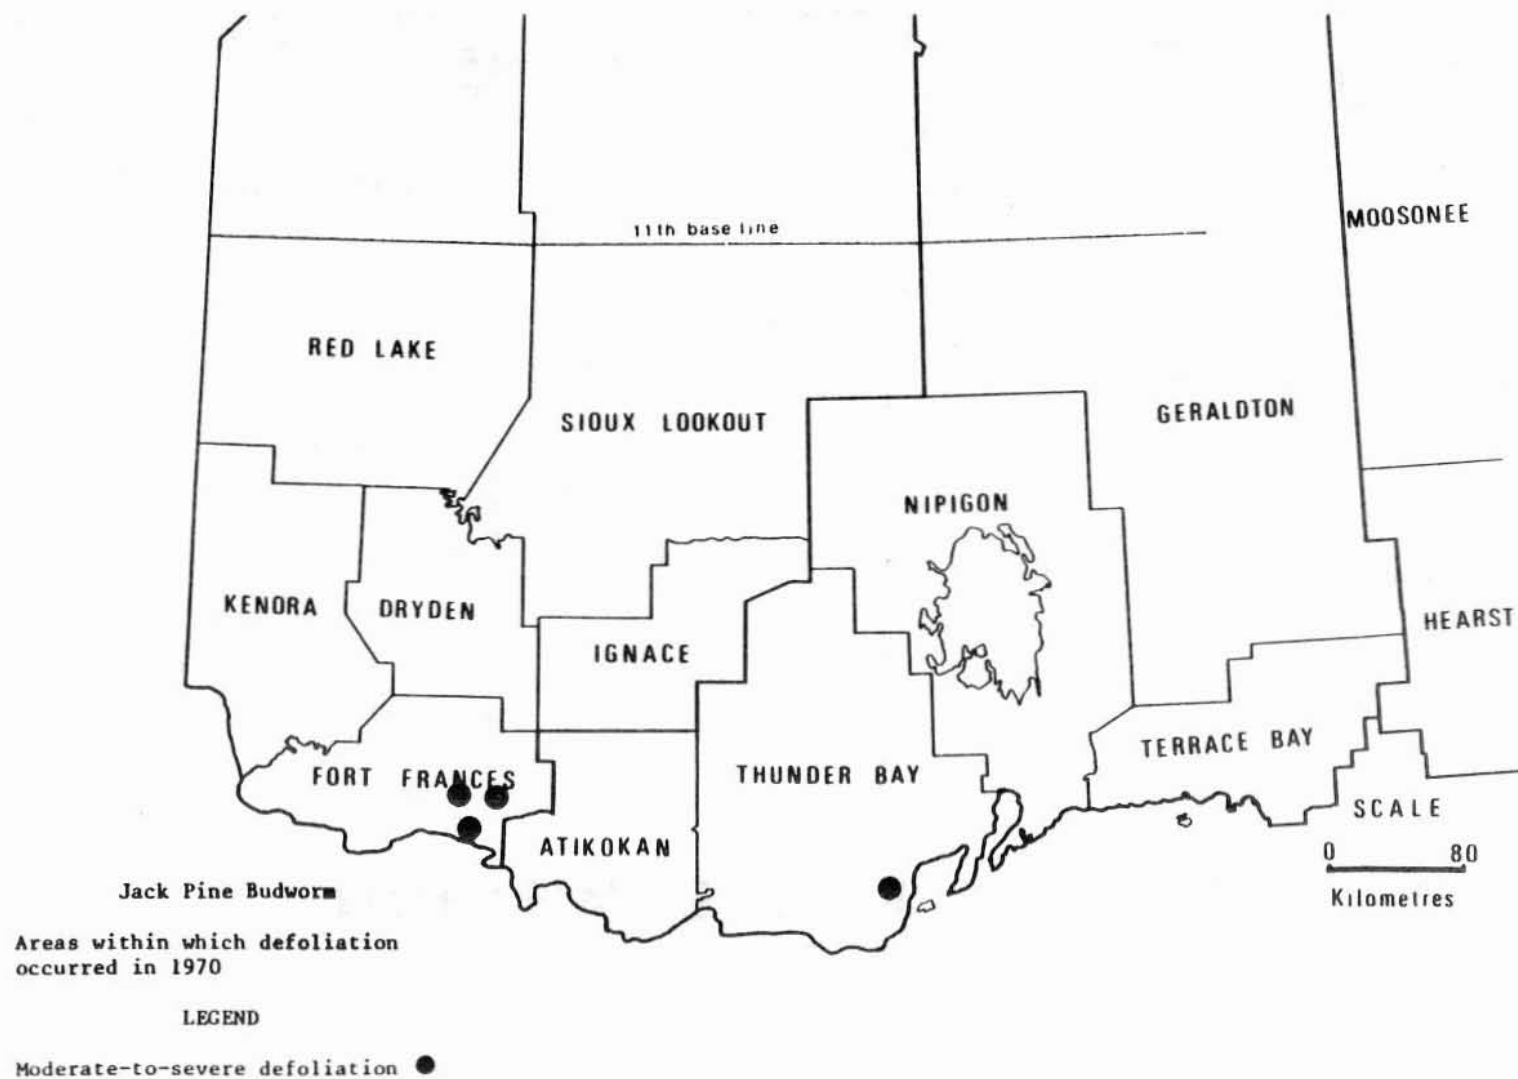 11th base line
MOOSONEE
RED LAKE
SIOUX LOOKOUT
GERALDTON
NIPIGON
KENORA
DRYDEN
IGNACE
HEARST
TERRACE BAY
FORT FRANCES
THUNDER BAY
ATIKOKAN
SCALE
0 80
Kilometres
Jack Pine Budworm
Areas within which defoliation
occurred in 1970
LEGEND
Moderate-to-severe defoliation